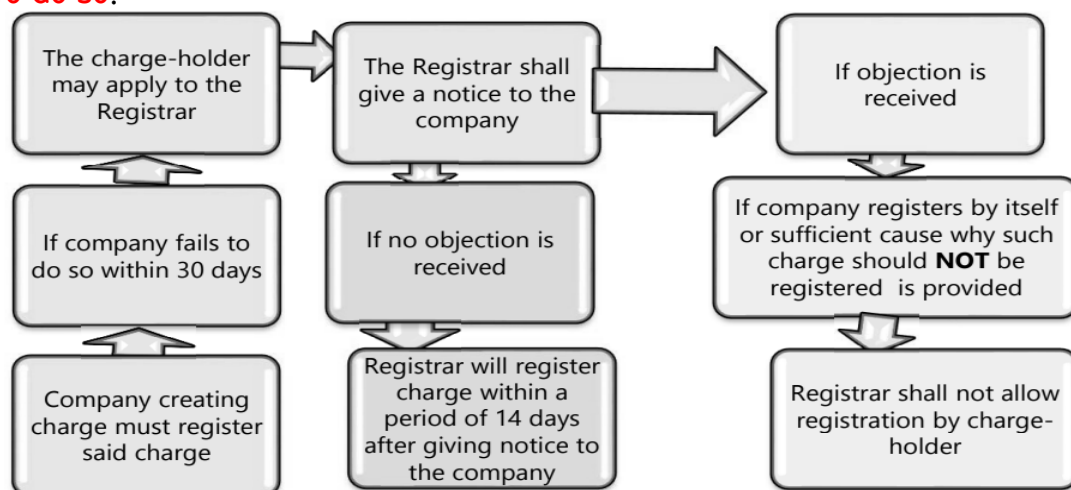 o do so.
The charge-holder
may apply to the
Registrar
The Registrar shall
give a notice to the
company
If objection is
received
If company fails to
do so within 30 days
If no objection is
received
If company registers by itself
or sufficient cause why such
charge should NOT be
registered is provided
Company creating
charge must register
said charge
Registrar will register
charge within a
period of 14 days
after giving notice to
the company
Registrar shall not allow
registration by charge-
holder